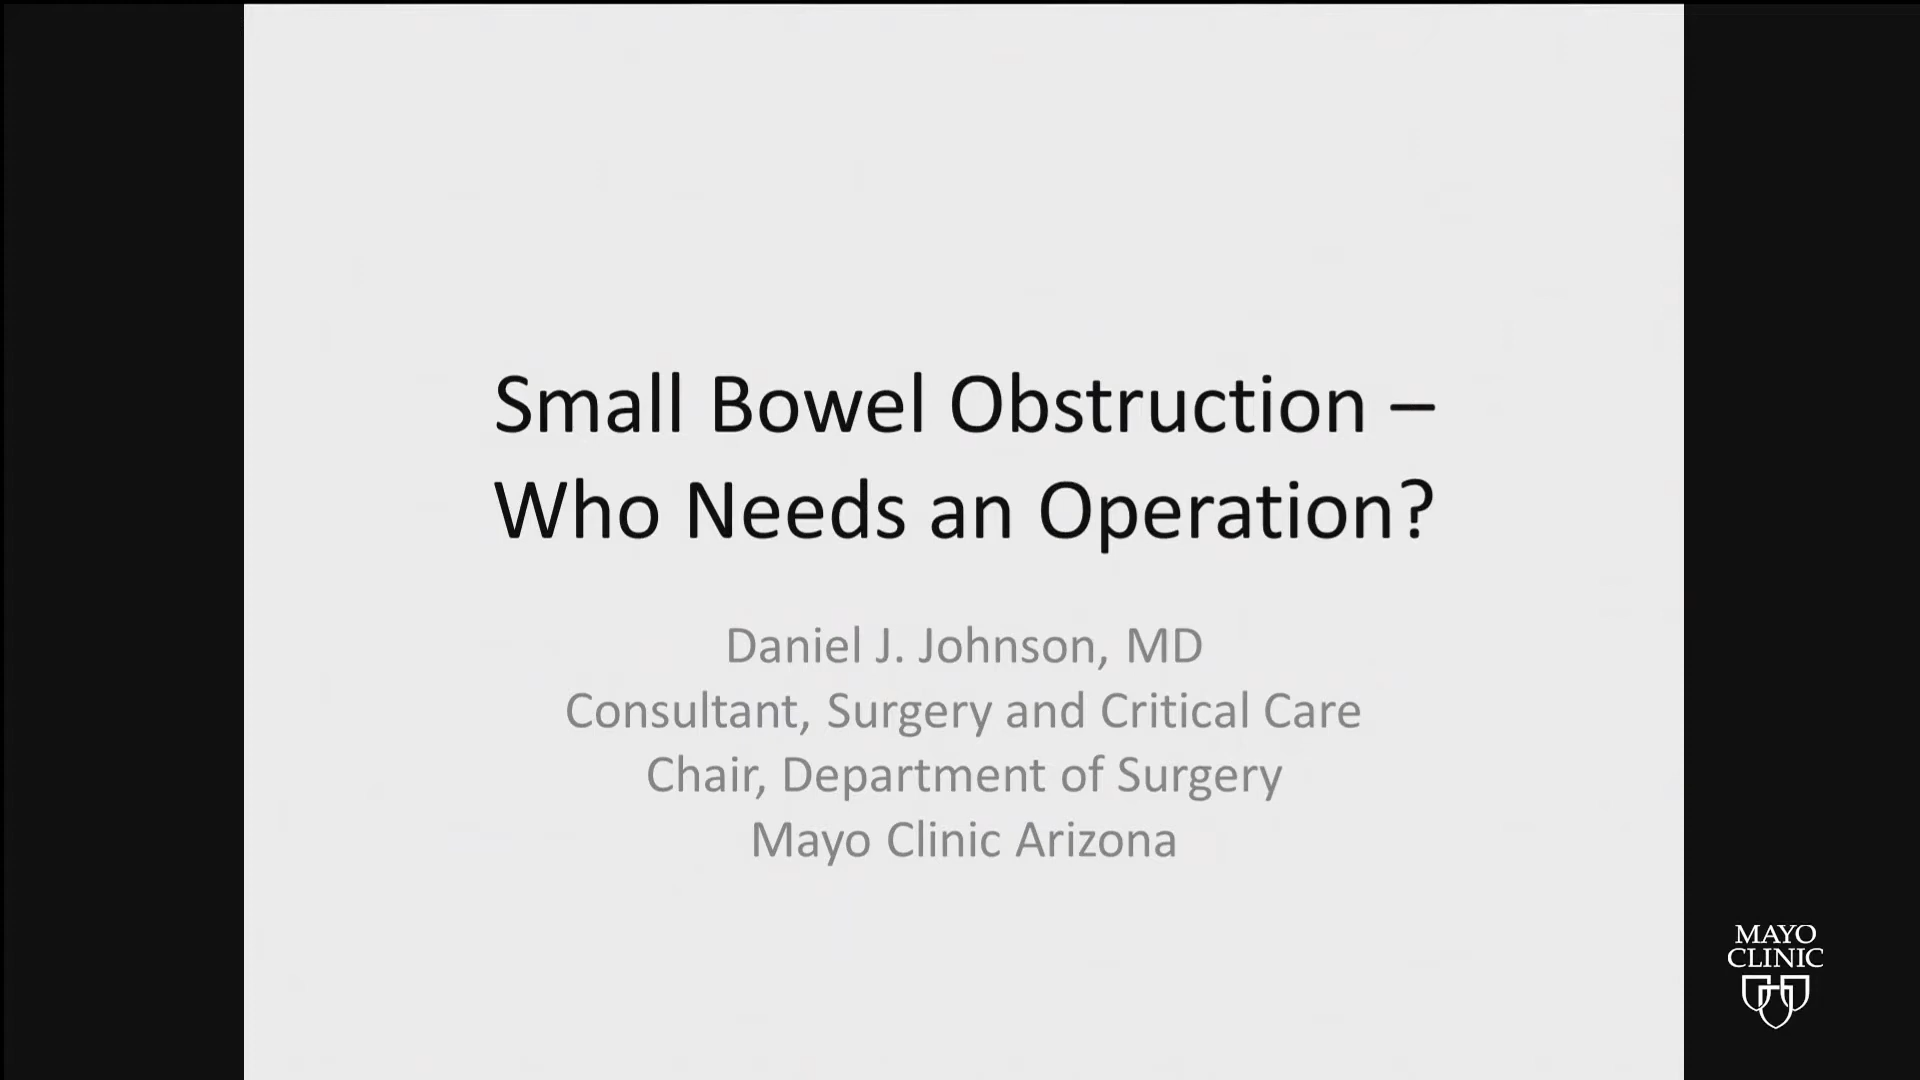 Small Bowel Obstruction –
Who Needs an Operation?
Daniel J. Johnson, MD
Consultant, Surgery and Critical Care
Chair, Department of Surgery
Mayo Clinic Arizona
MAYO
CLINIC